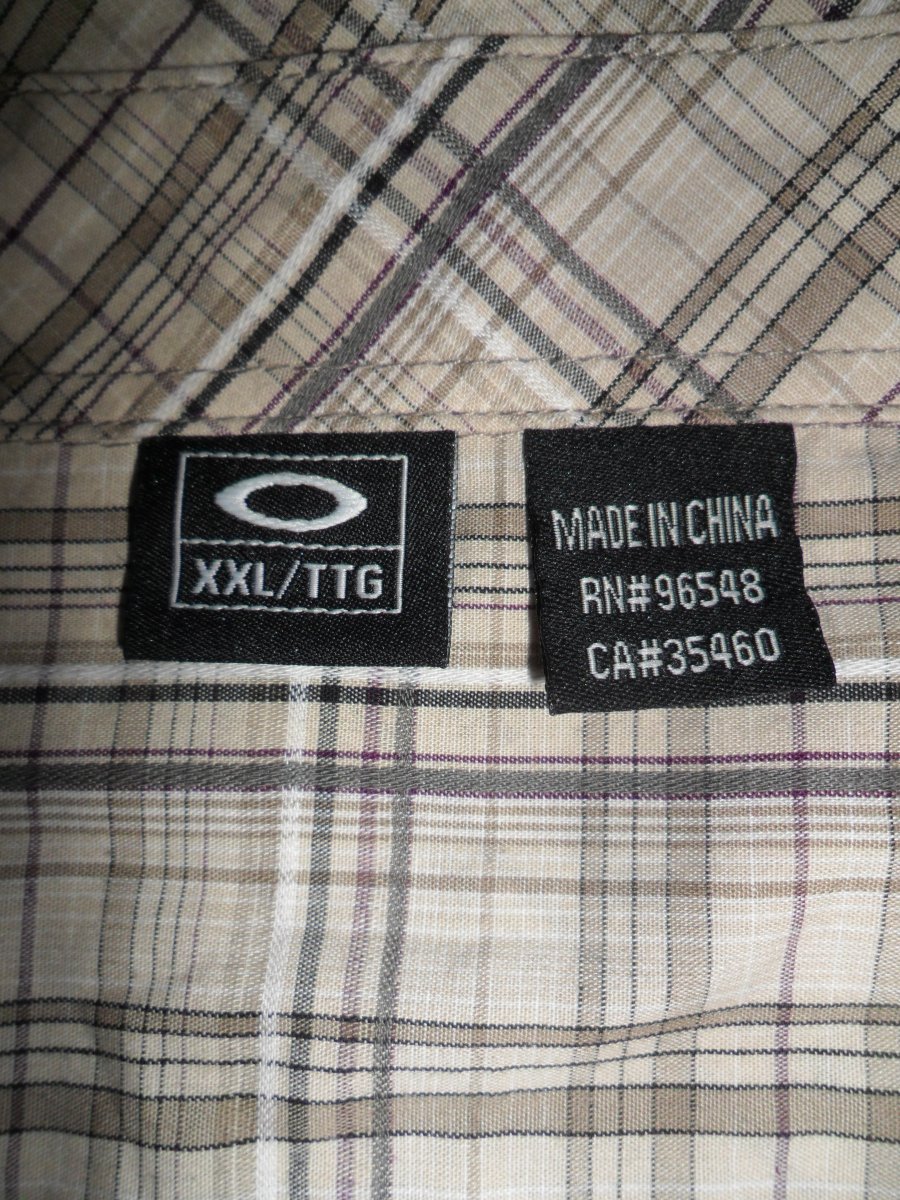 XXL/TTG
MADE IN CHINA
RN#96548
CA#35460